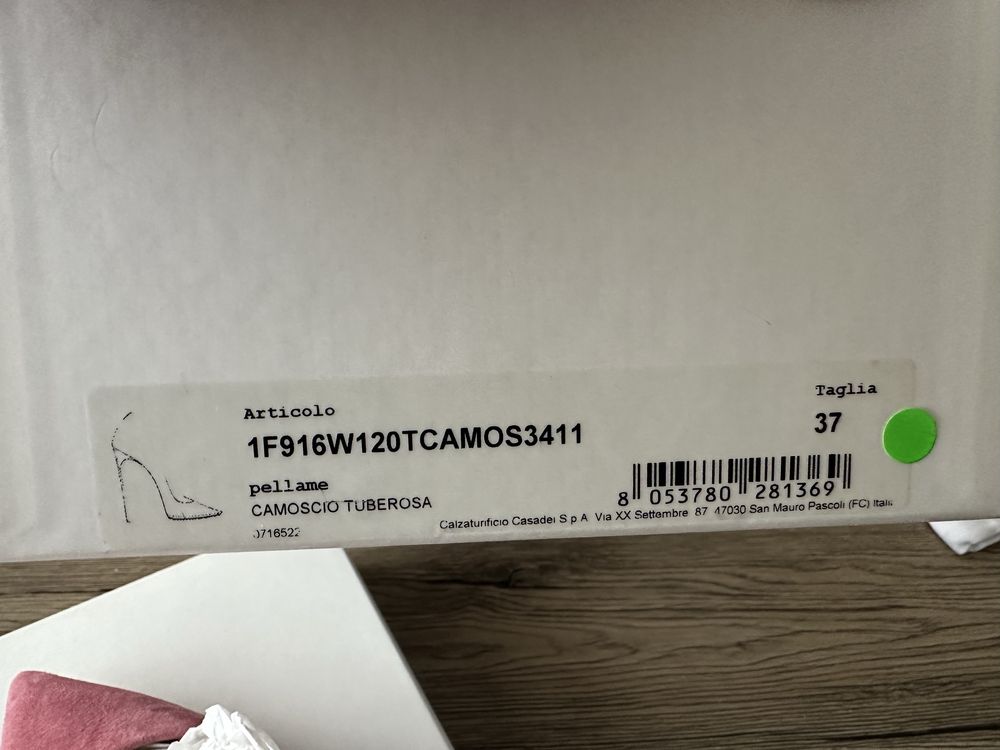 Articolo
1F916W120TCAMOS3411
pellame
CAMOSCIO TUBEROSA
0716522
Taglia
37
8 053780 281369
Calzaturificio Casadei S p A Via XX Settembre 87 47030 San Mauro Pascoli (FC) Italia